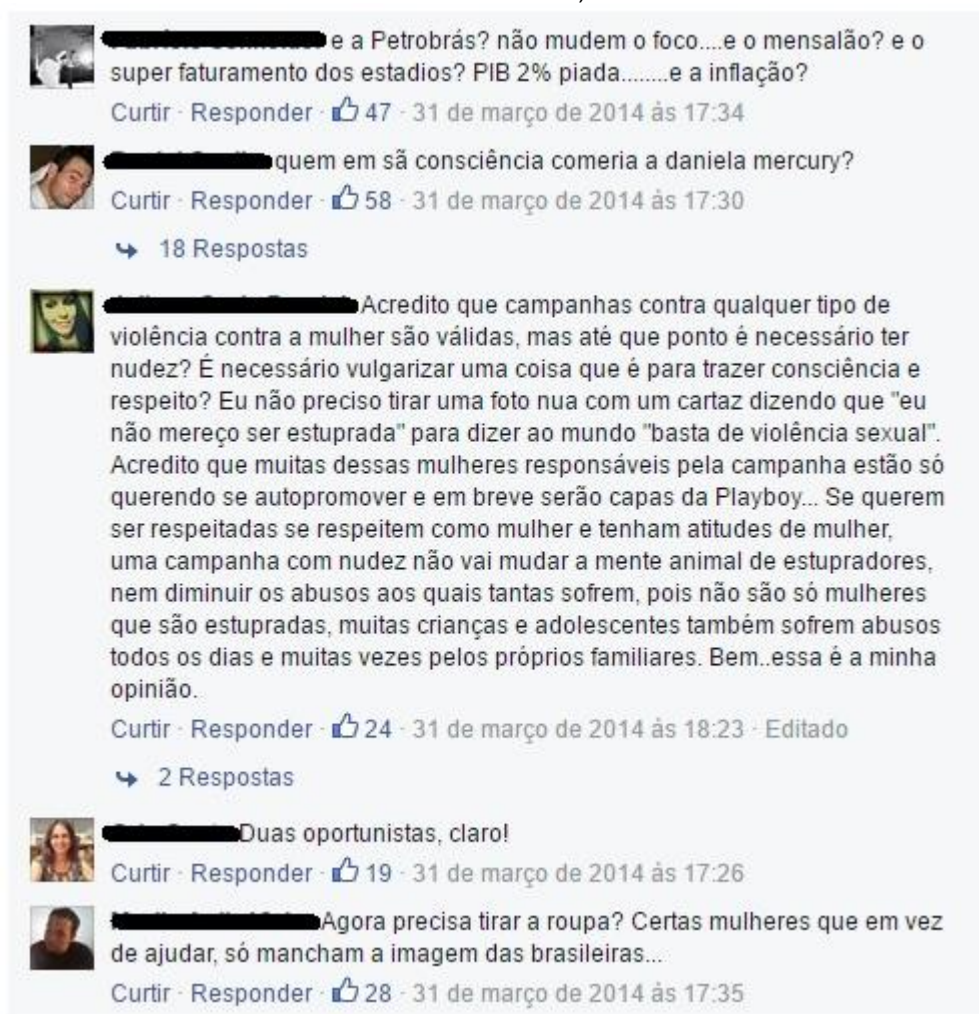 e a Petrobrás? não mudem o foco....e o mensalão? e o
super faturamento dos estadios? PIB 2% piada........e a inflação?
Curtir · Responder · 47 · 31 de março de 2014 às 17:34
quem em sã consciência comeria a daniela mercury?
Curtir · Responder · 58 · 31 de março de 2014 às 17:30
18 Respostas
Acredito que campanhas contra qualquer tipo de
violência contra a mulher são válidas, mas até que ponto é necessário ter
nudez? É necessário vulgarizar uma coisa que é para trazer consciência e
respeito? Eu não preciso tirar uma foto nua com um cartaz dizendo que "eu
não mereço ser estuprada" para dizer ao mundo "basta de violência sexual".
Acredito que muitas dessas mulheres responsáveis pela campanha estão só
querendo se autopromover e em breve serão capas da Playboy... Se querem
ser respeitadas se respeitem como mulher e tenham atitudes de mulher,
uma campanha com nudez não vai mudar a mente animal de estupradores,
nem diminuir os abusos aos quais tantas sofrem, pois não são só mulheres
que são estupradas, muitas crianças e adolescentes também sofrem abusos
todos os dias e muitas vezes pelos próprios familiares. Bem..essa é a minha
opinião.
Curtir · Responder · 24 · 31 de março de 2014 às 18:23 · Editado
2 Respostas
Duas oportunistas, claro!
Curtir · Responder · 19 · 31 de março de 2014 às 17:26
Agora precisa tirar a roupa? Certas mulheres que em vez
de ajudar, só mancham a imagem das brasileiras...
Curtir · Responder · 28 · 31 de março de 2014 às 17:35